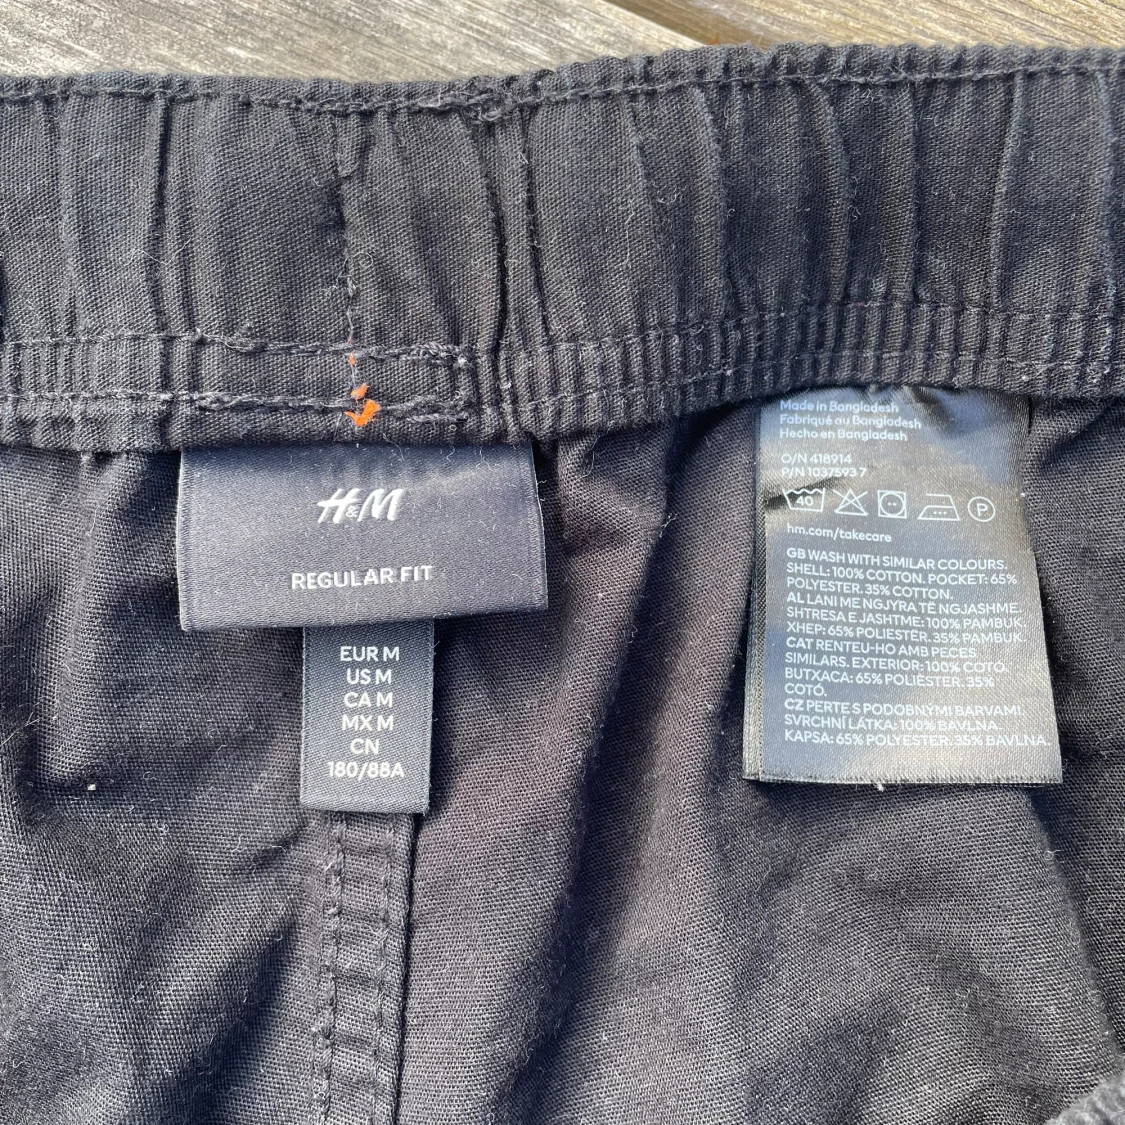 H&M
REGULAR FIT
EUR M
US M
CA M
MX M
CN
180/88A
Made in Bangladesh
Fabriqué au Bangladesh
Hecho en Bangladesh
O/N 418914
P/N 1037593 7
40
P
hm.com/takecare
GB WASH WITH SIMILAR COLOURS.
SHELL: 100% COTTON. POCKET: 65%
POLYESTER. 35% COTTON.
AL LANI ME NGJYRA TË NGJASHME.
SHTRESA E JASHTME: 100% PAMBUK.
XHEP: 65% POLIESTËR. 35% PAMBUK.
CAT RENTEU-HO AMB PECES
SIMILARS. EXTERIOR: 100% COTÓ.
BUTXACA: 65% POLIÈSTER. 35%
COTÓ.
CZ PERTE S PODOBNÝMI BARVAMI.
SVRCHNÍ LÁTKA: 100% BAVLNA.
KAPSA: 65% POLYESTER. 35% BAVLNA.